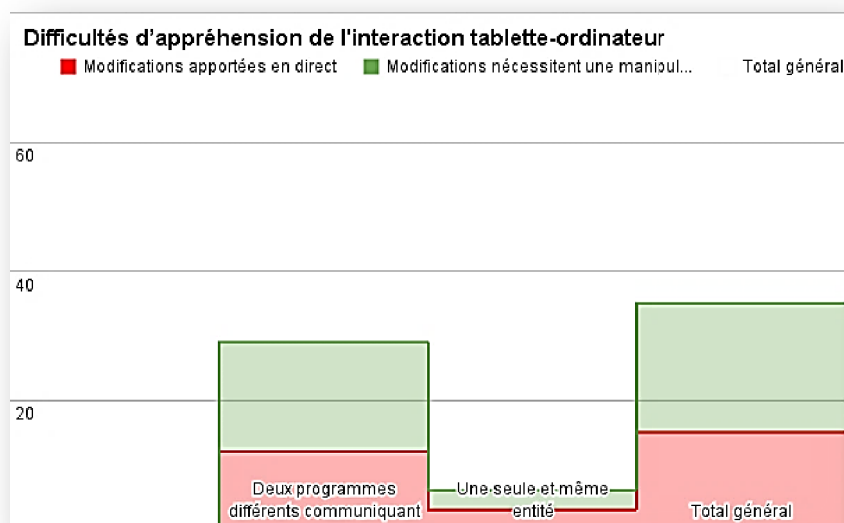 Difficultés d’appréhension de l'interaction tablette-ordinateur
Modifications apportées en direct Modifications nécessitent une manipul... Total général
60
40
20
Deux programmes
différents communiquant
Une seule et même
entité
Total général